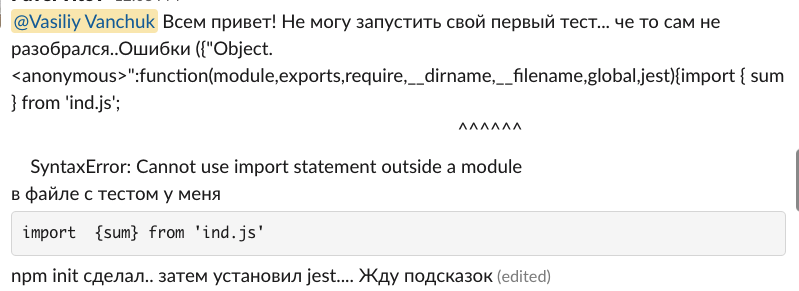 @Vasiliy Vanchuk Всем привет! Не могу запустить свой первый тест... че то сам не
разобрался..Ошибки ({"Object.
<anonymous>":function(module,exports,require,__dirname,__filename,global,jest){import { sum
} from 'ind.js';
^^^^^^
SyntaxError: Cannot use import statement outside a module
в файле с тестом у меня
import  {sum} from 'ind.js'
npm init сделал.. затем установил jest.... Жду подсказок (edited)